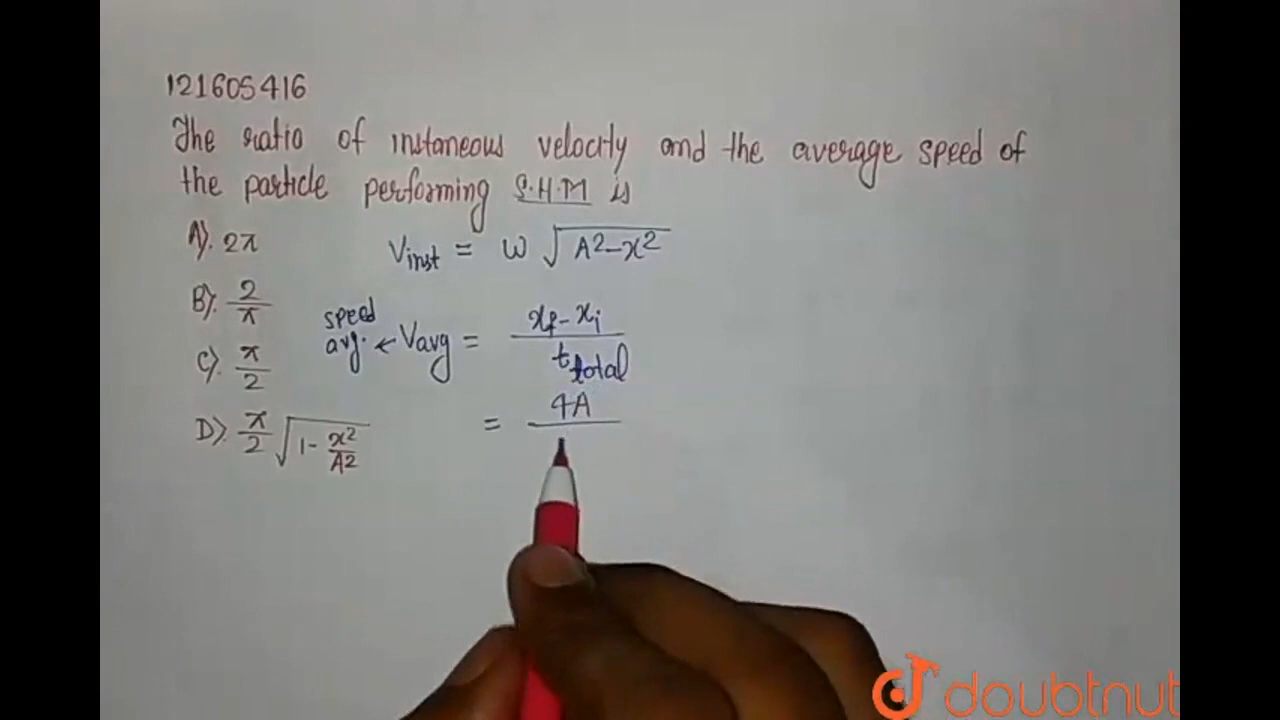 121605416
The ratio of instaneous velocity and the average speed of
the particle performing S.H.M is
A). 2π
Vinst = ω √A²-x²
B). 2/π
speed avg. ← Vavg = xf - xi / ttotal
C). π/2
= 4A
D). π/2 √1 - x²/A²
doubtnut